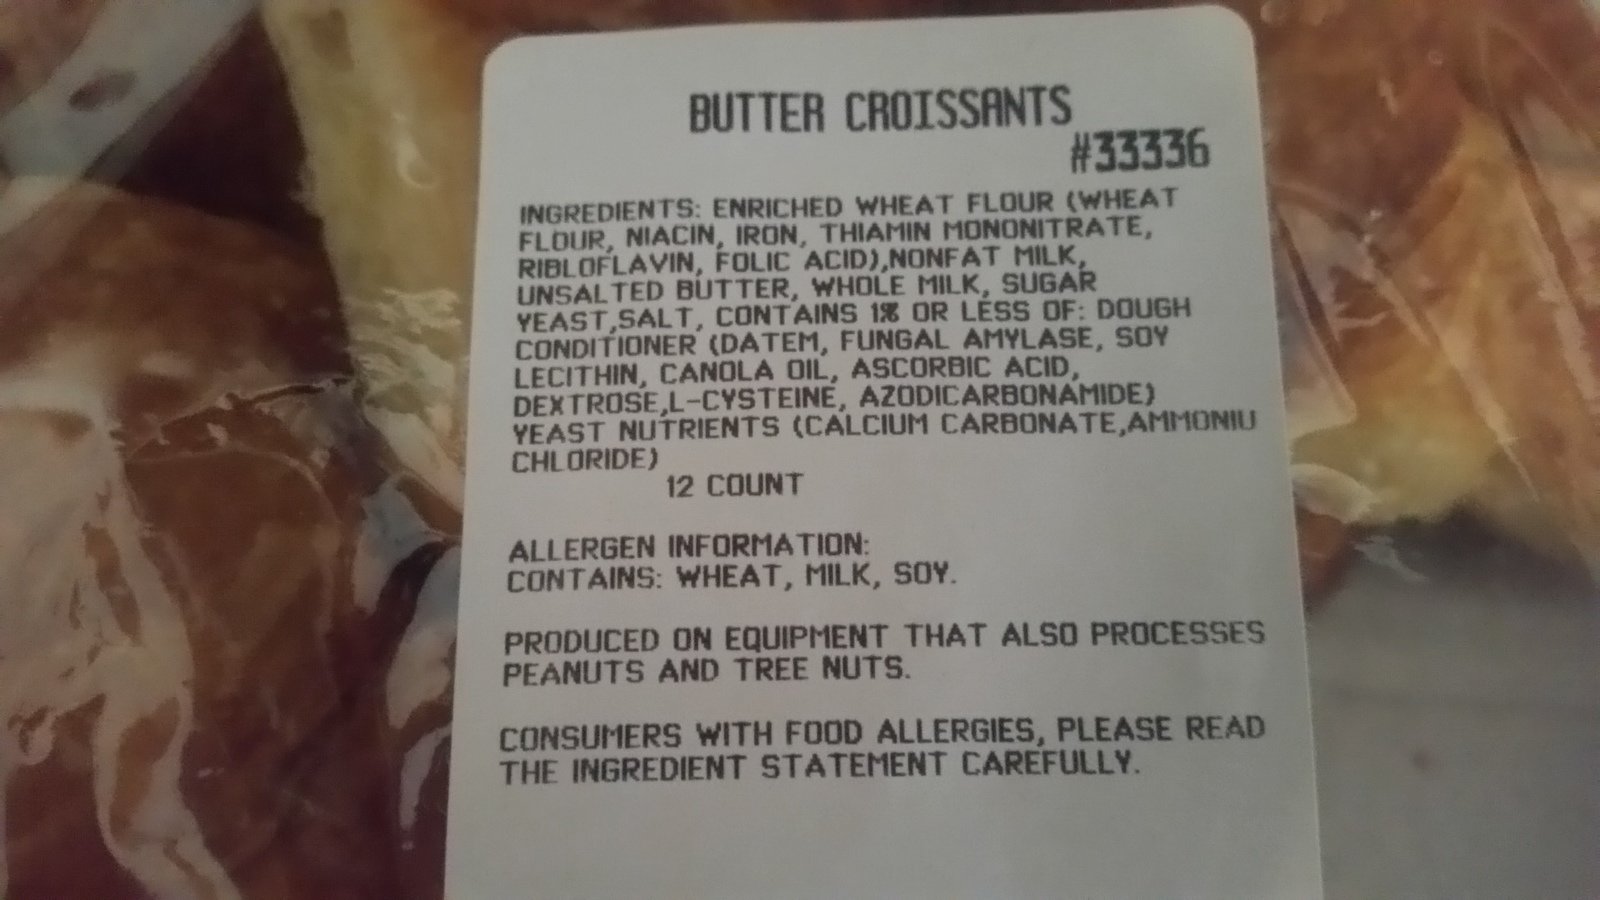 BUTTER CROISSANTS
#33336
INGREDIENTS: ENRICHED WHEAT FLOUR (WHEAT
FLOUR, NIACIN, IRON, THIAMIN MONONITRATE,
RIBLOFLAVIN, FOLIC ACID),NONFAT MILK,
UNSALTED BUTTER, WHOLE MILK, SUGAR
YEAST,SALT, CONTAINS 1% OR LESS OF: DOUGH
CONDITIONER (DATEM, FUNGAL AMYLASE, SOY
LECITHIN, CANOLA OIL, ASCORBIC ACID,
DEXTROSE,L-CYSTEINE, AZODICARBONAMIDE)
YEAST NUTRIENTS (CALCIUM CARBONATE,AMMONIU
CHLORIDE)
12 COUNT
ALLERGEN INFORMATION:
CONTAINS: WHEAT, MILK, SOY.
PRODUCED ON EQUIPMENT THAT ALSO PROCESSES
PEANUTS AND TREE NUTS.
CONSUMERS WITH FOOD ALLERGIES, PLEASE READ
THE INGREDIENT STATEMENT CAREFULLY.